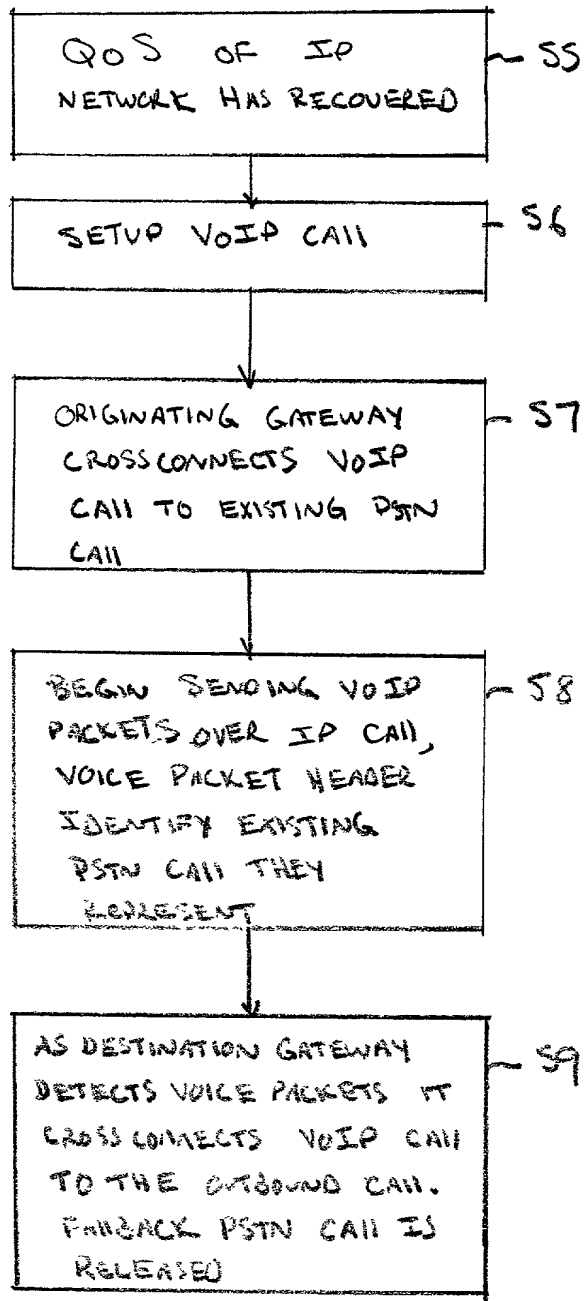 QOS OF IP
NETWORK HAS RECOVERED
55
SETUP VOIP CALL
56
ORIGINATING GATEWAY
CROSSCONNECTS VOIP
CALL TO EXISTING PSTN
CALL
57
BEGIN SENDING VOIP
PACKETS OVER IP CALL,
VOICE PACKET HEADER
IDENTIFY EXISTING
PSTN CALL THEY
REPRESENT
58
AS DESTINATION GATEWAY
DETECTS VOICE PACKETS IT
CROSSCONNECTS VOIP CALL
TO THE OUTBOUND CALL.
FALLBACK PSTN CALL IS
RELEASED
59